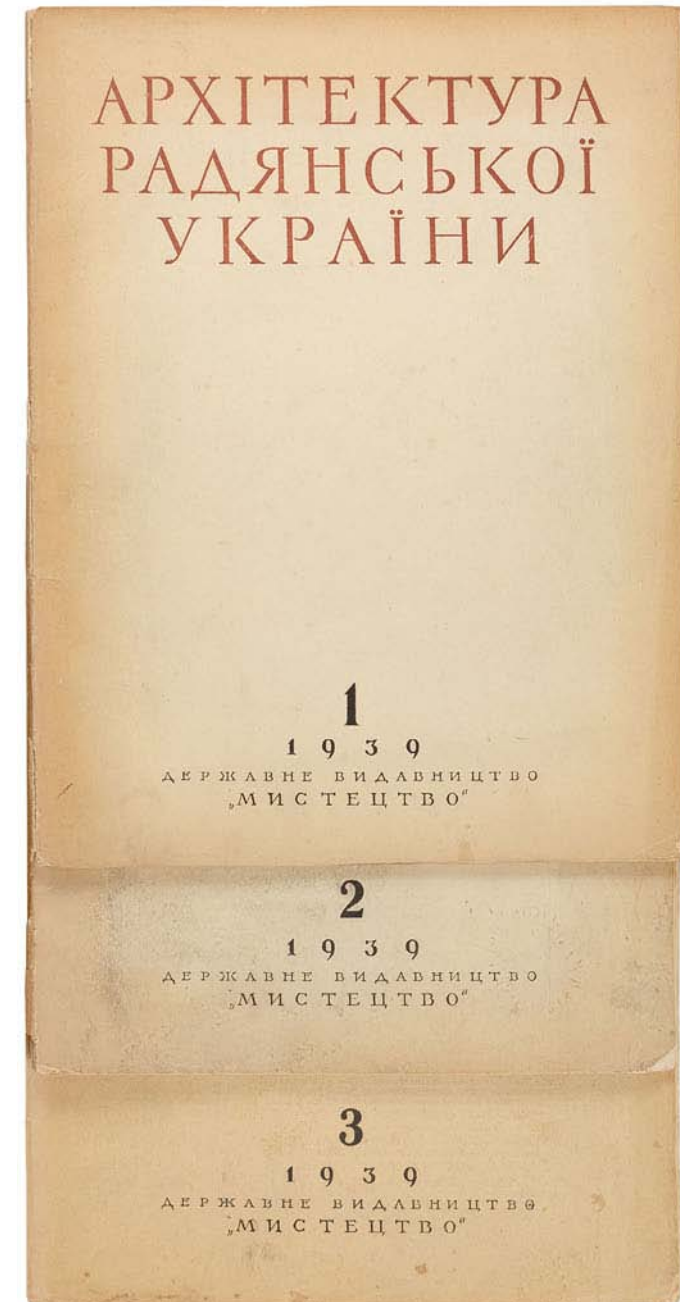 АРХІТЕКТУРА
РАДЯНСЬКОЇ
УКРАЇНИ
1
1939
ДЕРЖАВНЕ ВИДАВНИЦТВО
„МИСТЕЦТВО“
2
1939
ДЕРЖАВНЕ ВИДАВНИЦТВО
„МИСТЕЦТВО“
3
1939
ДЕРЖАВНЕ ВИДАВНИЦТВО
„МИСТЕЦТВО“